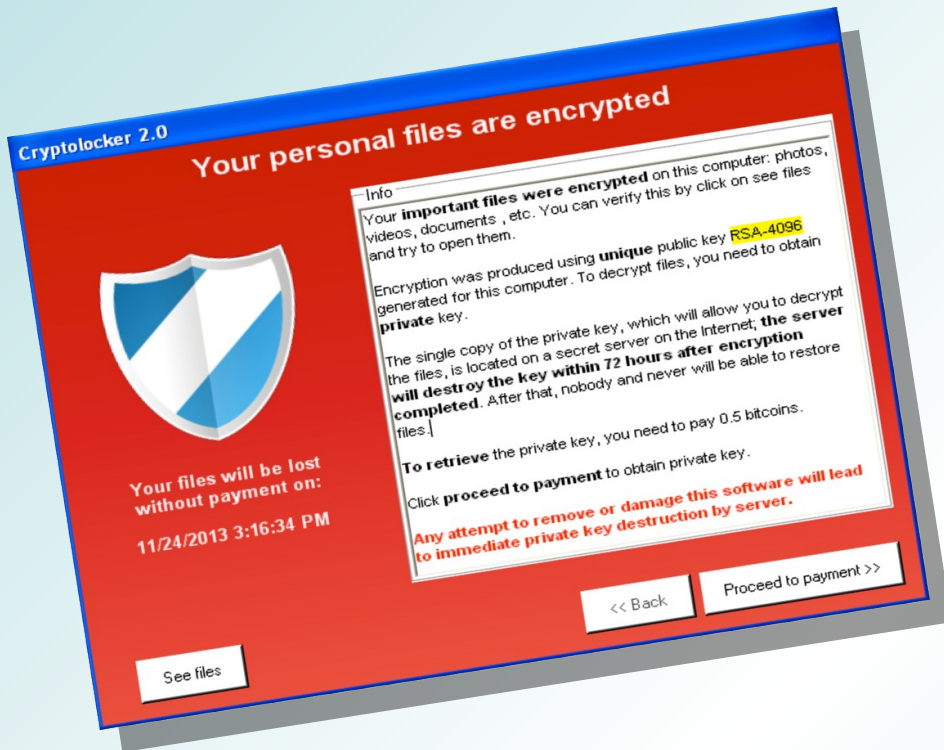 Cryptolocker 2.0
Your personal files are encrypted
Info
Your important files were encrypted on this computer: photos,
videos, documents , etc. You can verify this by click on see files
and try to open them.
Encryption was produced using unique public key RSA-4096
generated for this computer. To decrypt files, you need to obtain
private key.
The single copy of the private key, which will allow you to decrypt
the files, is located on a secret server on the Internet; the server
will destroy the key within 72 hours after encryption
completed. After that, nobody and never will be able to restore
files.
To retrieve the private key, you need to pay 0.5 bitcoins.
Click proceed to payment to obtain private key.
Any attempt to remove or damage this software will lead
to immediate private key destruction by server.
Your files will be lost
without payment on:
11/24/2013 3:16:34 PM
See files
<< Back
Proceed to payment >>